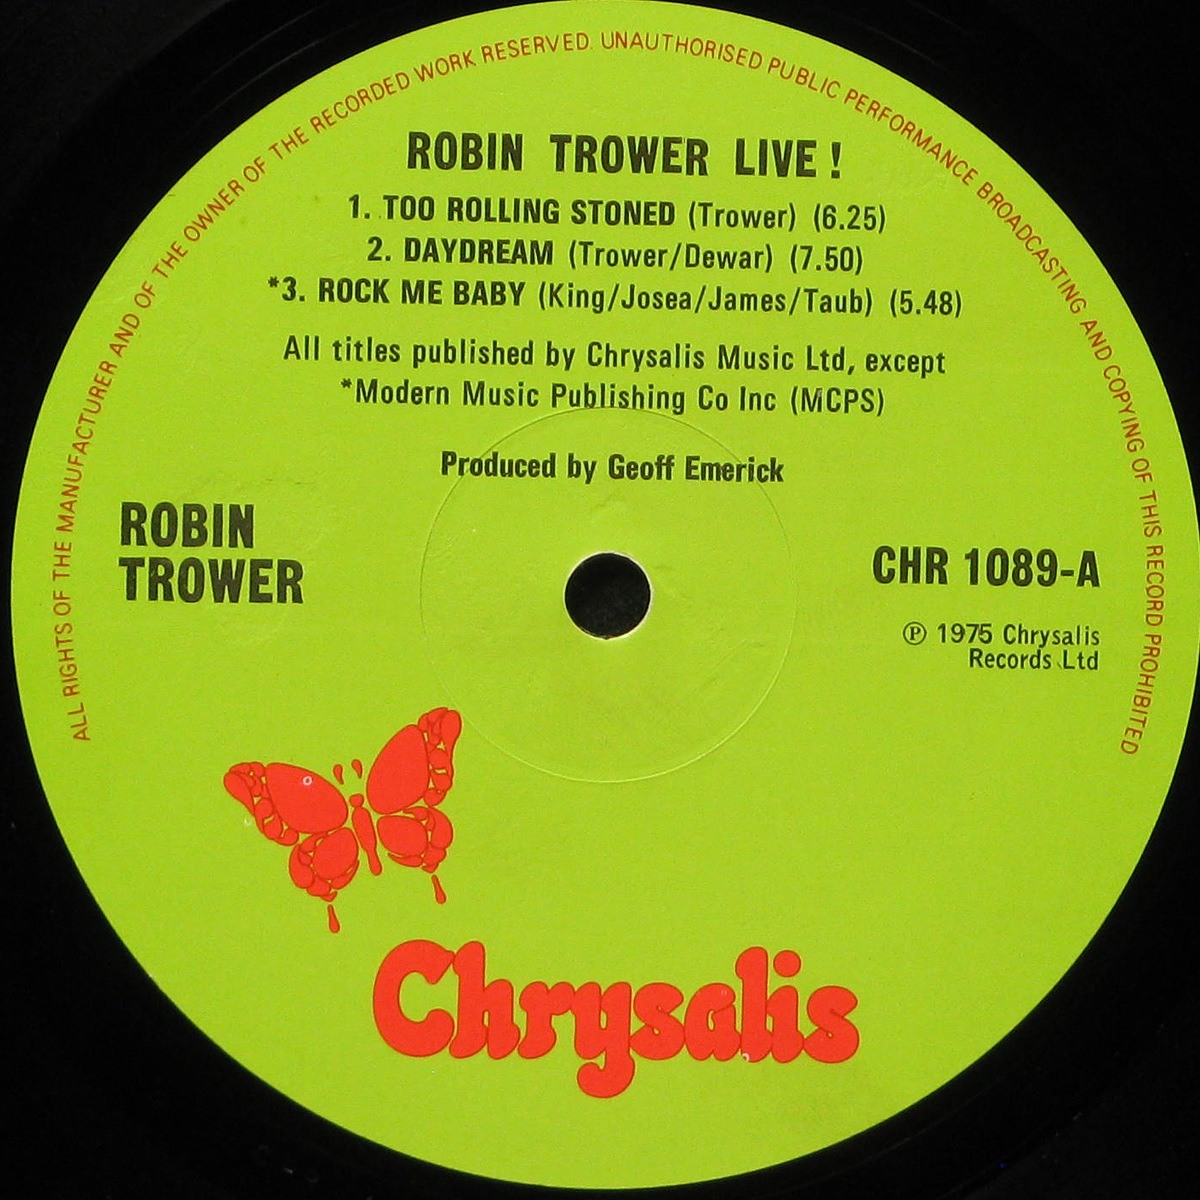 ALL RIGHTS OF THE MANUFACTURER AND OF THE OWNER OF THE RECORDED WORK RESERVED. UNAUTHORISED PUBLIC PERFORMANCE BROADCASTING AND COPYING OF THIS RECORD PROHIBITED
ROBIN TROWER LIVE!
1. TOO ROLLING STONED (Trower) (6.25)
2. DAYDREAM (Trower/Dewar) (7.50)
*3. ROCK ME BABY (King/Josea/James/Taub) (5.48)
All titles published by Chrysalis Music Ltd, except
*Modern Music Publishing Co Inc (MCPS)
Produced by Geoff Emerick
ROBIN
TROWER
CHR 1089-A
℗ 1975 Chrysalis
Records Ltd
Chrysalis